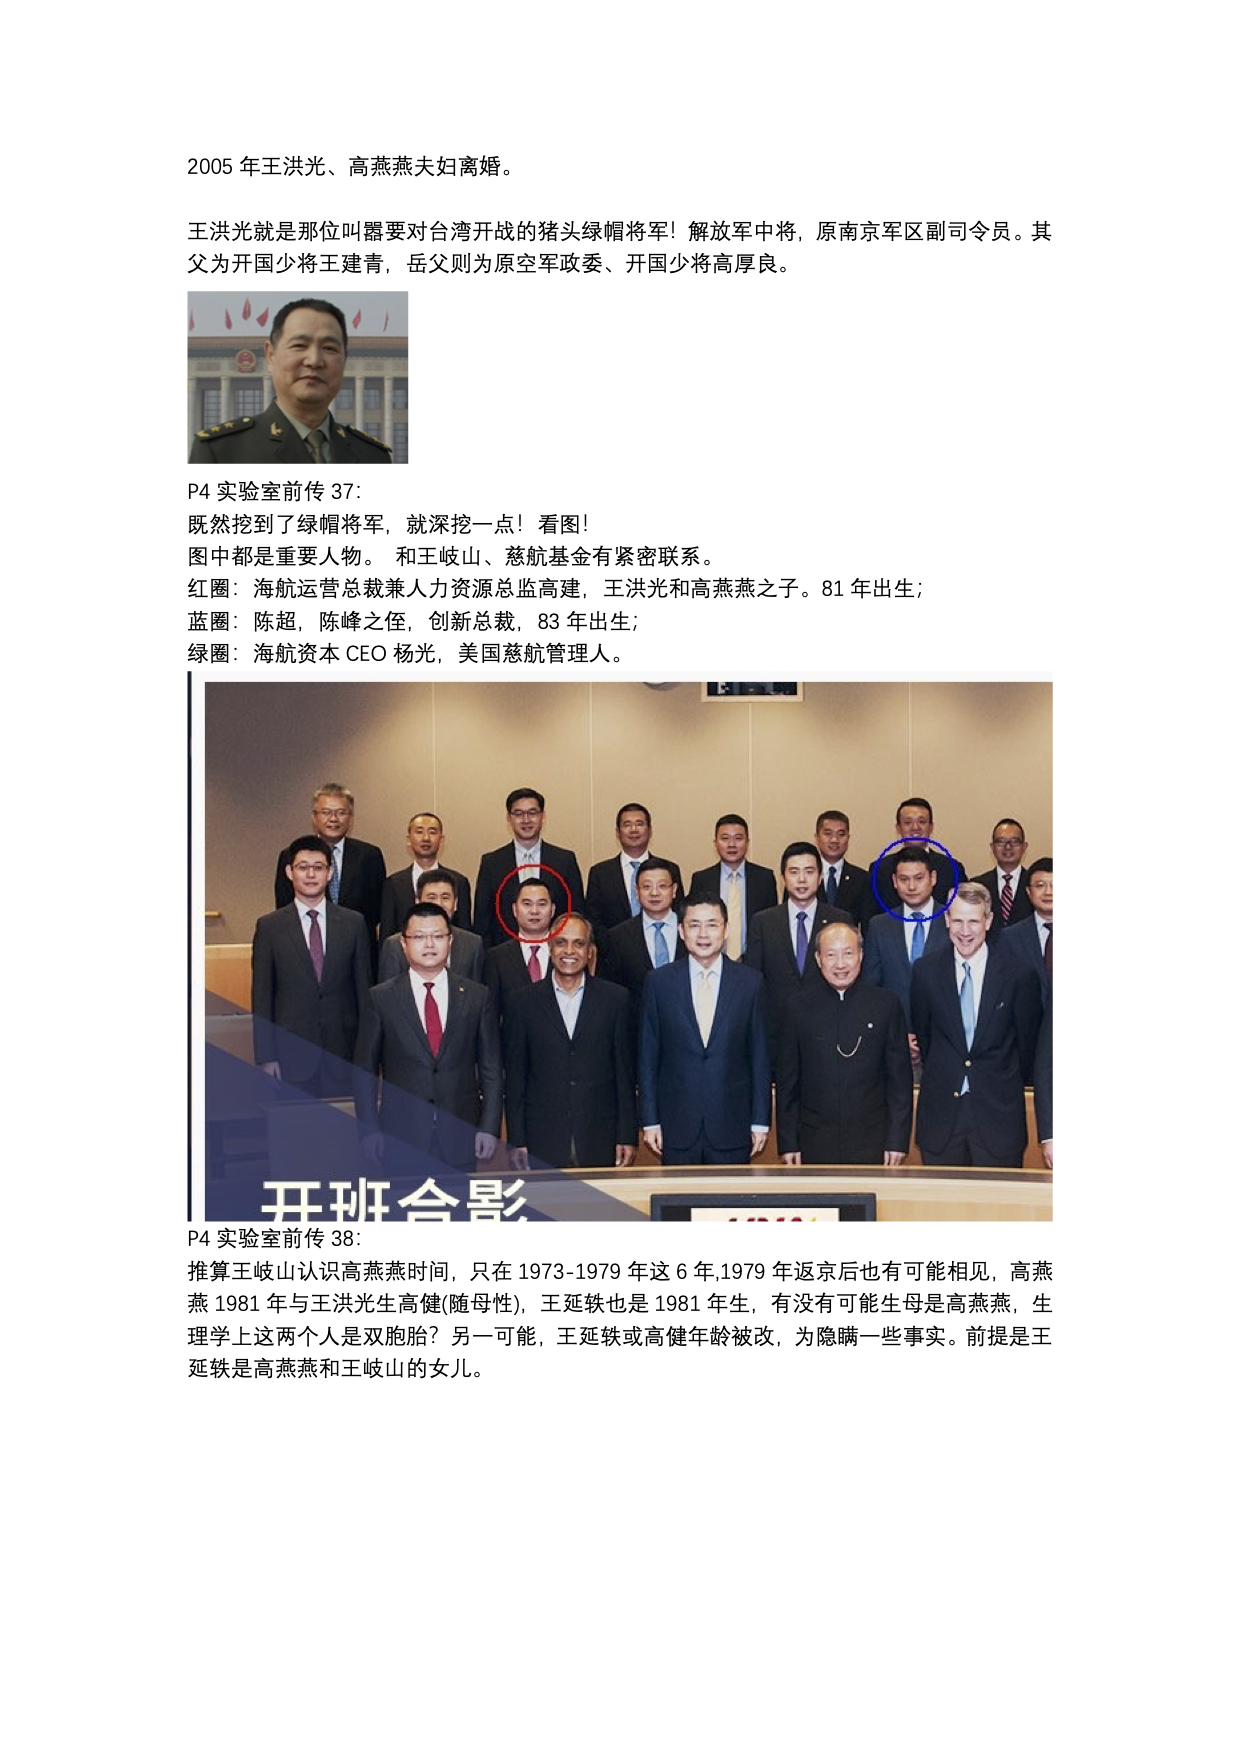 2005 年王洪光、高燕燕夫妇离婚。
王洪光就是那位叫嚣要对台湾开战的猪头绿帽将军！解放军中将，原南京军区副司令员。其
父为开国少将王建青，岳父则为原空军政委、开国少将高厚良。
P4 实验室前传 37：
既然挖到了绿帽将军，就深挖一点！看图！
图中都是重要人物。 和王岐山、慈航基金有紧密联系。
红圈：海航运营总裁兼人力资源总监高建，王洪光和高燕燕之子。81 年出生；
蓝圈：陈超，陈峰之侄，创新总裁，83 年出生；
绿圈：海航资本 CEO 杨光，美国慈航管理人。
开班合影
P4 实验室前传 38：
推算王岐山认识高燕燕时间，只在 1973-1979 年这 6 年,1979 年返京后也有可能相见，高燕
燕 1981 年与王洪光生高健(随母性)，王延轶也是 1981 年生，有没有可能生母是高燕燕，生
理学上这两个人是双胞胎？另一可能，王延轶或高健年龄被改，为隐瞒一些事实。前提是王
延轶是高燕燕和王岐山的女儿。